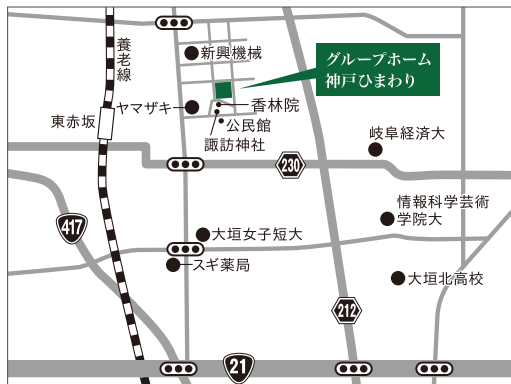 養老線
新興機械
グループホーム
神戸ひまわり
ヤマザキ
香林院
公民館
諏訪神社
東赤坂
岐阜経済大
230
417
情報科学芸術
学院大
大垣女子短大
スギ薬局
大垣北高校
212
21